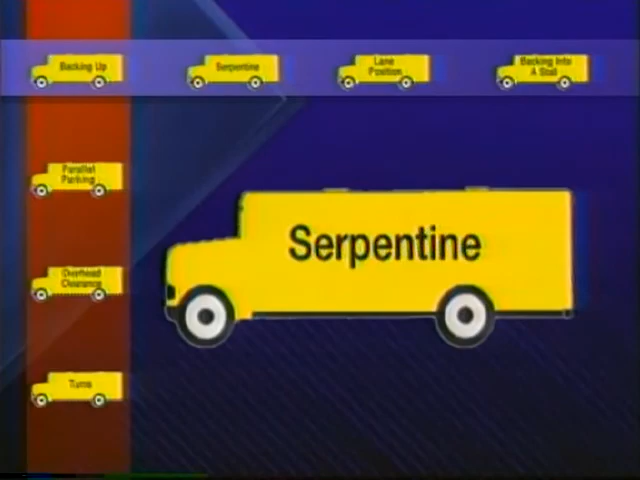 Backing Up
Serpentine
Lane
Position
Backing Into
A Stall
Parallel
Parking
Serpentine
Overhead
Clearance
Turns